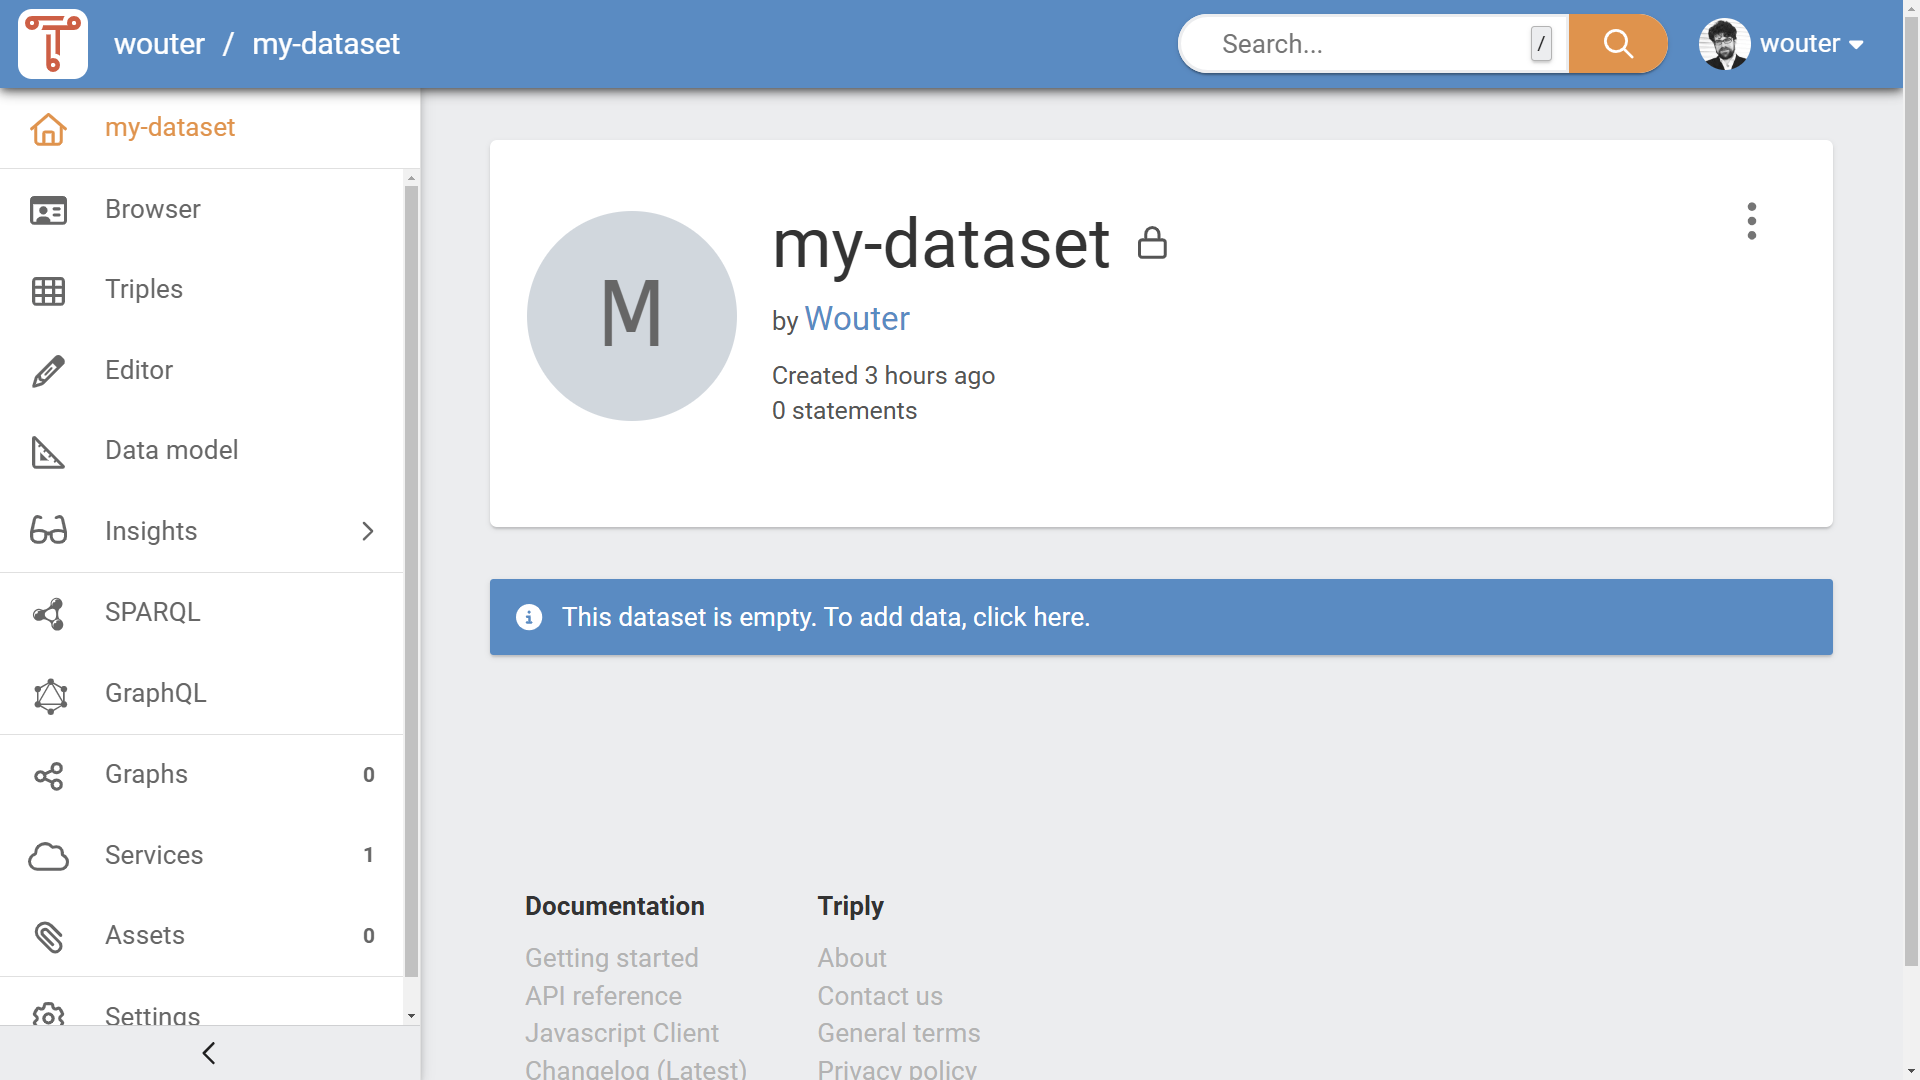 wouter / my-dataset
Search... /
wouter
my-dataset
Browser
Triples
Editor
Data model
Insights
SPARQL
GraphQL
Graphs 0
Services 1
Assets 0
Settings
M
my-dataset
by Wouter
Created 3 hours ago
0 statements
This dataset is empty. To add data, click here.
Documentation
Getting started
API reference
Javascript Client
Changelog (Latest)
Triply
About
Contact us
General terms
Privacy policy